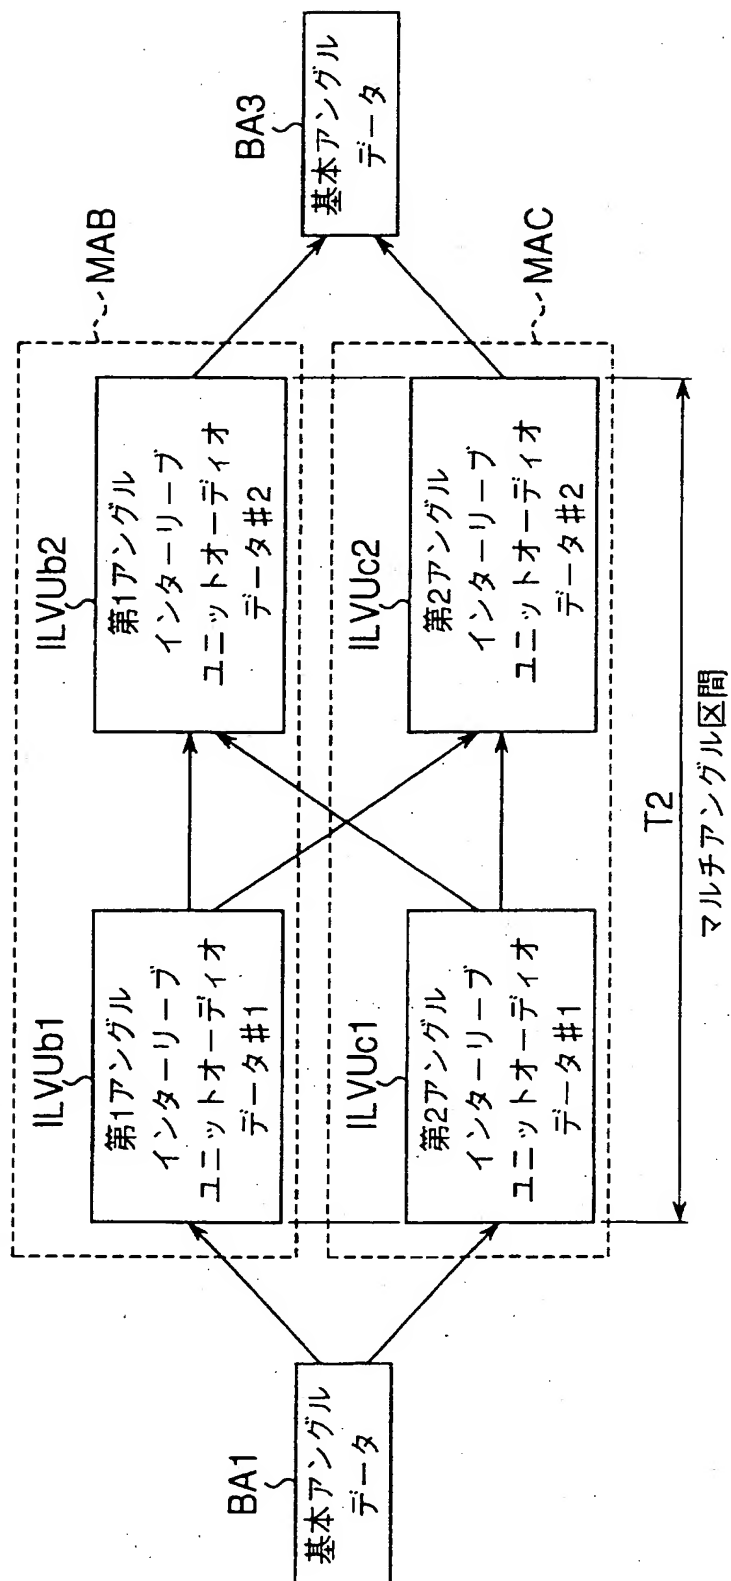 BA1
基本アングル
データ
MAB
ILVUb1
第1アングル
インターリーブ
ユニットオーディオ
データ#1
ILVUb2
第1アングル
インターリーブ
ユニットオーディオ
データ#2
ILVUc1
第2アングル
インターリーブ
ユニットオーディオ
データ#1
ILVUc2
第2アングル
インターリーブ
ユニットオーディオ
データ#2
MAC
BA3
基本アングル
データ
T2
マルチアングル区間